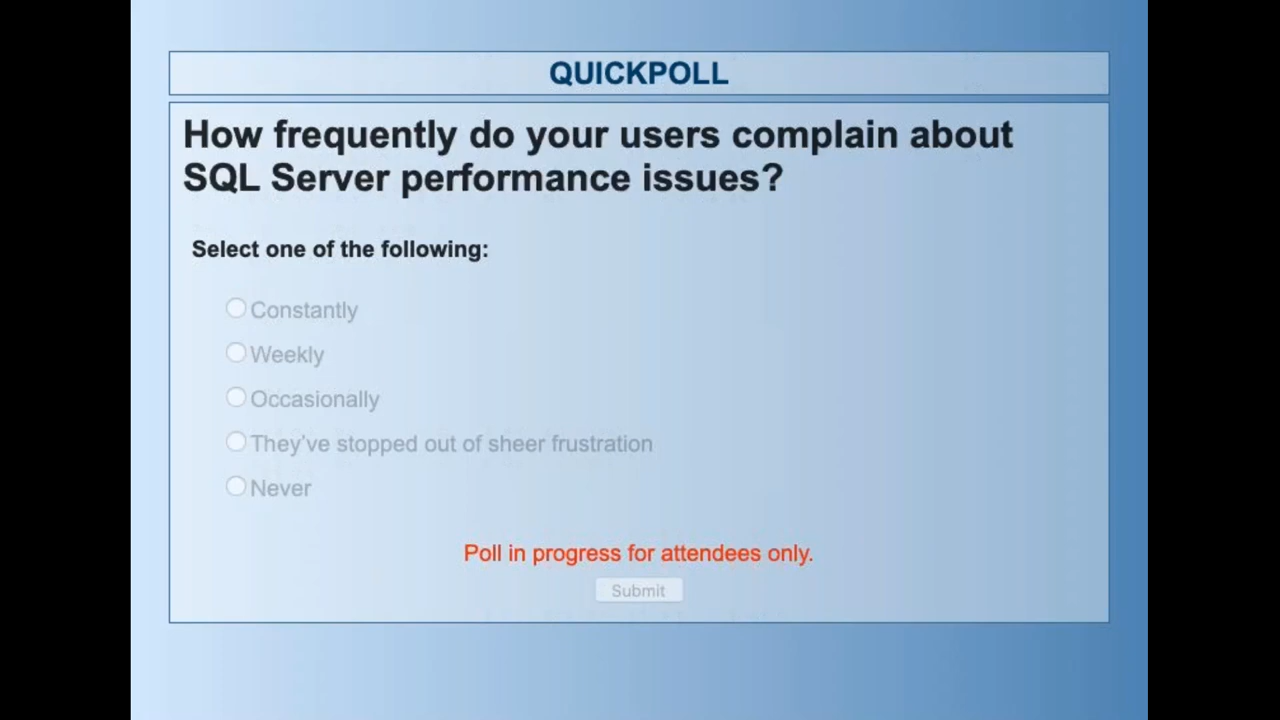 QUICKPOLL
How frequently do your users complain about
SQL Server performance issues?
Select one of the following:
Constantly
Weekly
Occasionally
They've stopped out of sheer frustration
Never
Poll in progress for attendees only.
Submit